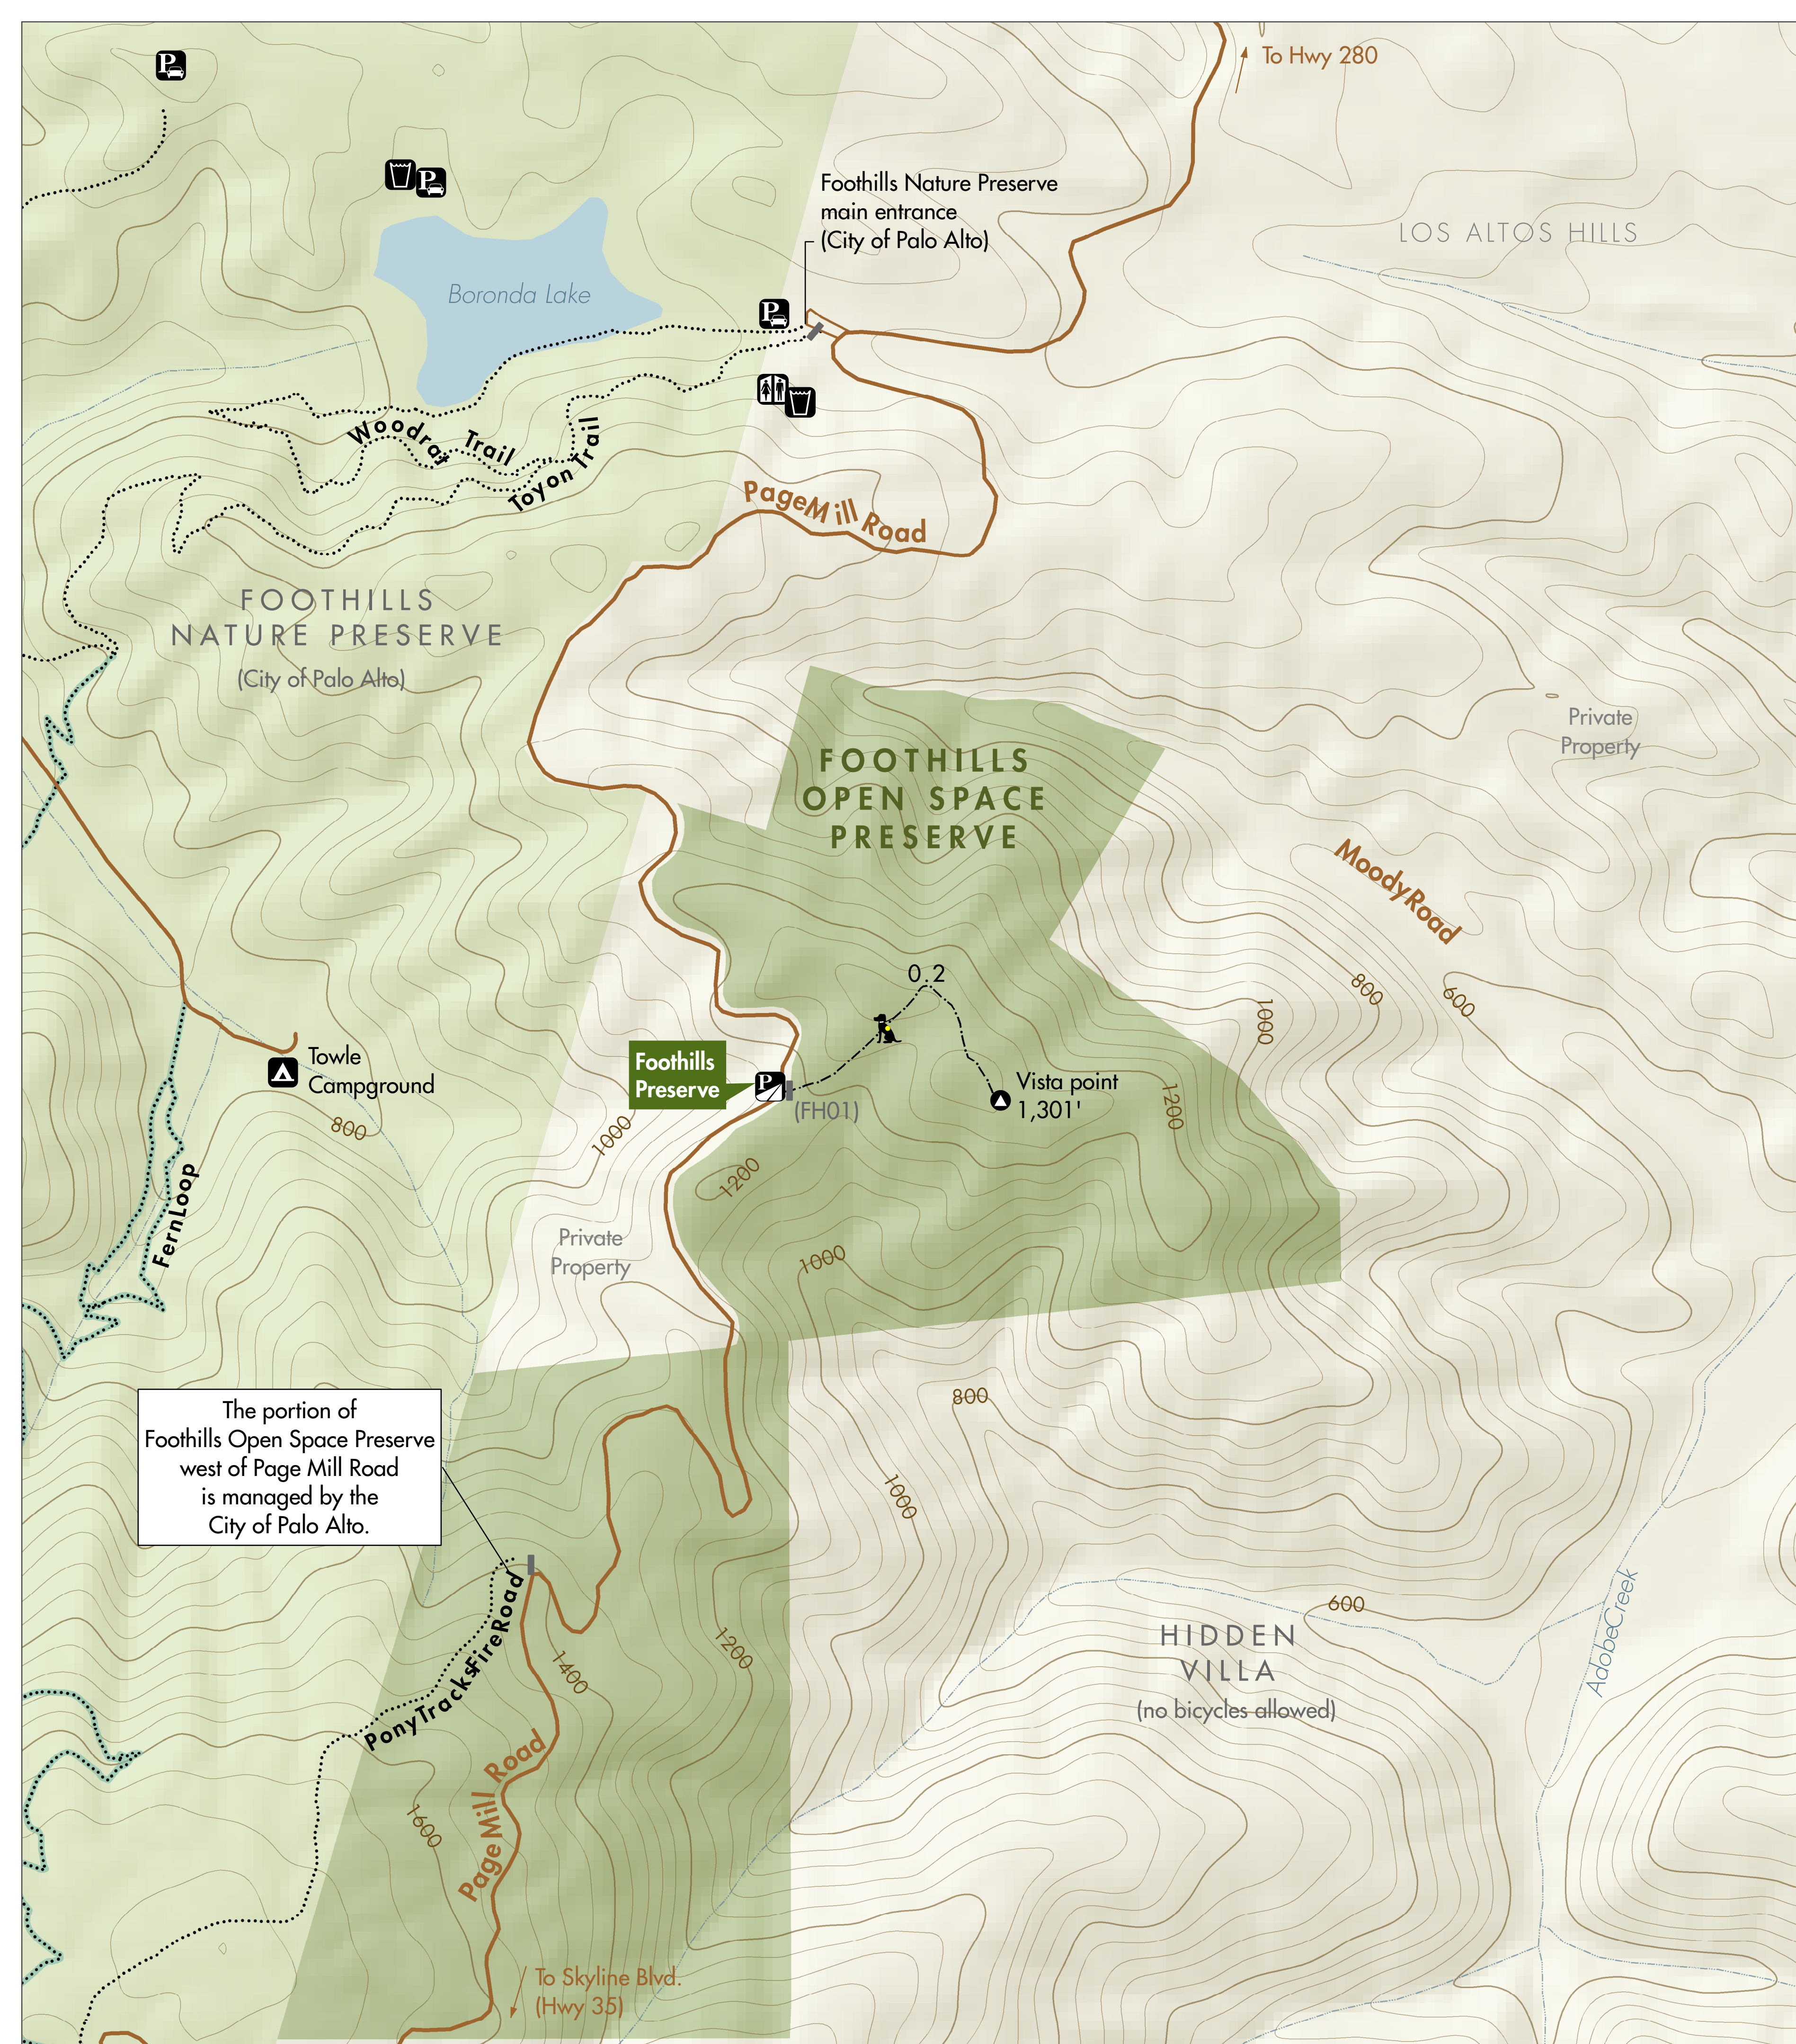 To Hwy 280
P
P
Foothills Nature Preserve
main entrance
(City of Palo Alto)
LOS ALTOS HILLS
Boronda Lake
P
Woodrat Trail
Toyon Trail
PageMill Road
FOOTHILLS
NATURE PRESERVE
(City of Palo Alto)
Private
Property
FOOTHILLS
OPEN SPACE
PRESERVE
MoodyRoad
0.2
800
600
1000
Towle
Campground
Foothills
Preserve
P
(FH01)
Vista point
1,301'
1200
800
1000
1200
FernLoop
Private
Property
1000
The portion of
Foothills Open Space Preserve
west of Page Mill Road
is managed by the
City of Palo Alto.
800
1000
PonyTracksFireRoad
1400
1200
600
HIDDEN
VILLA
(no bicycles allowed)
AdobeCreek
PageMill Road
1600
To Skyline Blvd.
(Hwy 35)